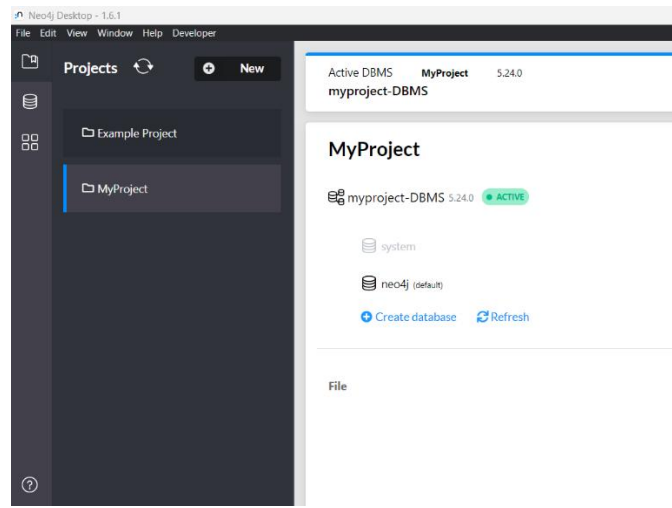 Neo4j Desktop - 1.6.1
File Edit View Window Help Developer
Projects
New
Example Project
MyProject
Active DBMS MyProject 5.24.0
myproject-DBMS
MyProject
myproject-DBMS 5.24.0 ACTIVE
system
neo4j (default)
Create database Refresh
File